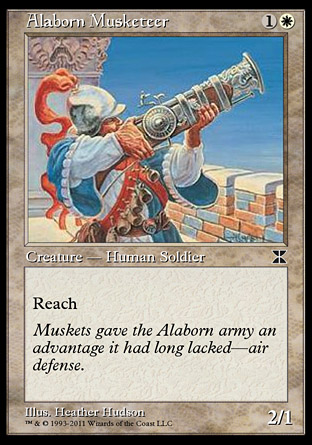 Alaborn Musketeer 1
Creature — Human Soldier
Reach
Muskets gave the Alaborn army an
advantage it had long lacked—air
defense.
Illus. Heather Hudson
™ & © 1993-2011 Wizards of the Coast LLC
2/1